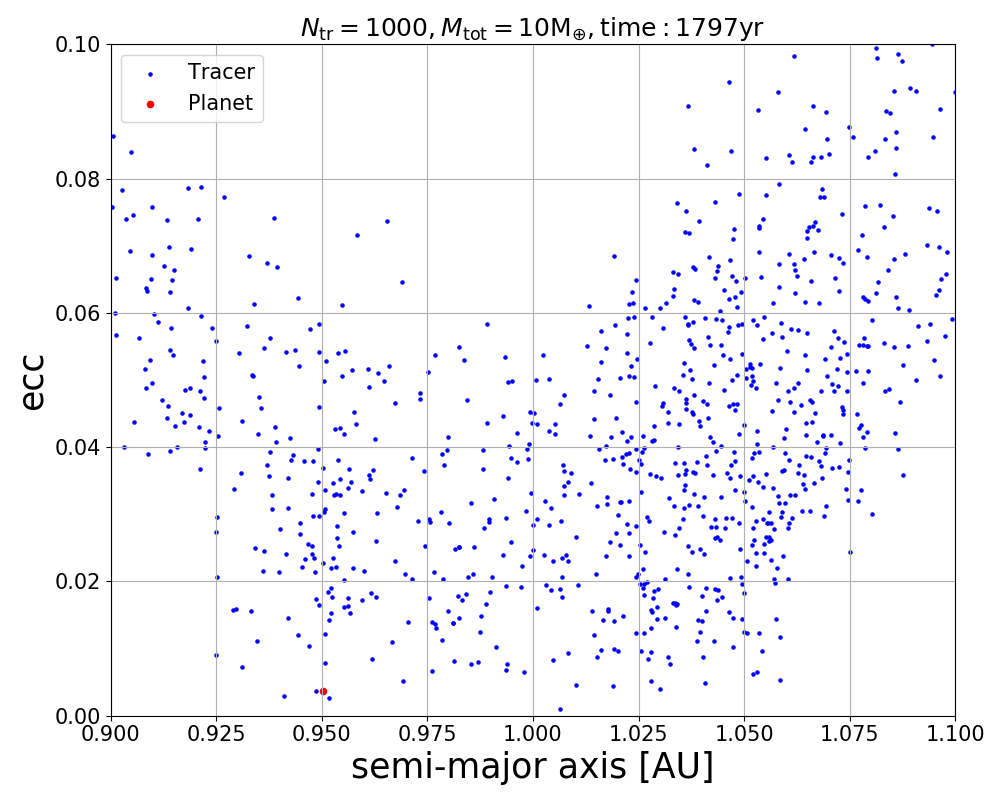 N_tr = 1000, M_tot = 10M_⊕, time : 1797yr
Tracer
Planet
0.10
0.08
0.06
0.04
0.02
0.00
ecc
0.900 0.925 0.950 0.975 1.000 1.025 1.050 1.075 1.100
semi-major axis [AU]